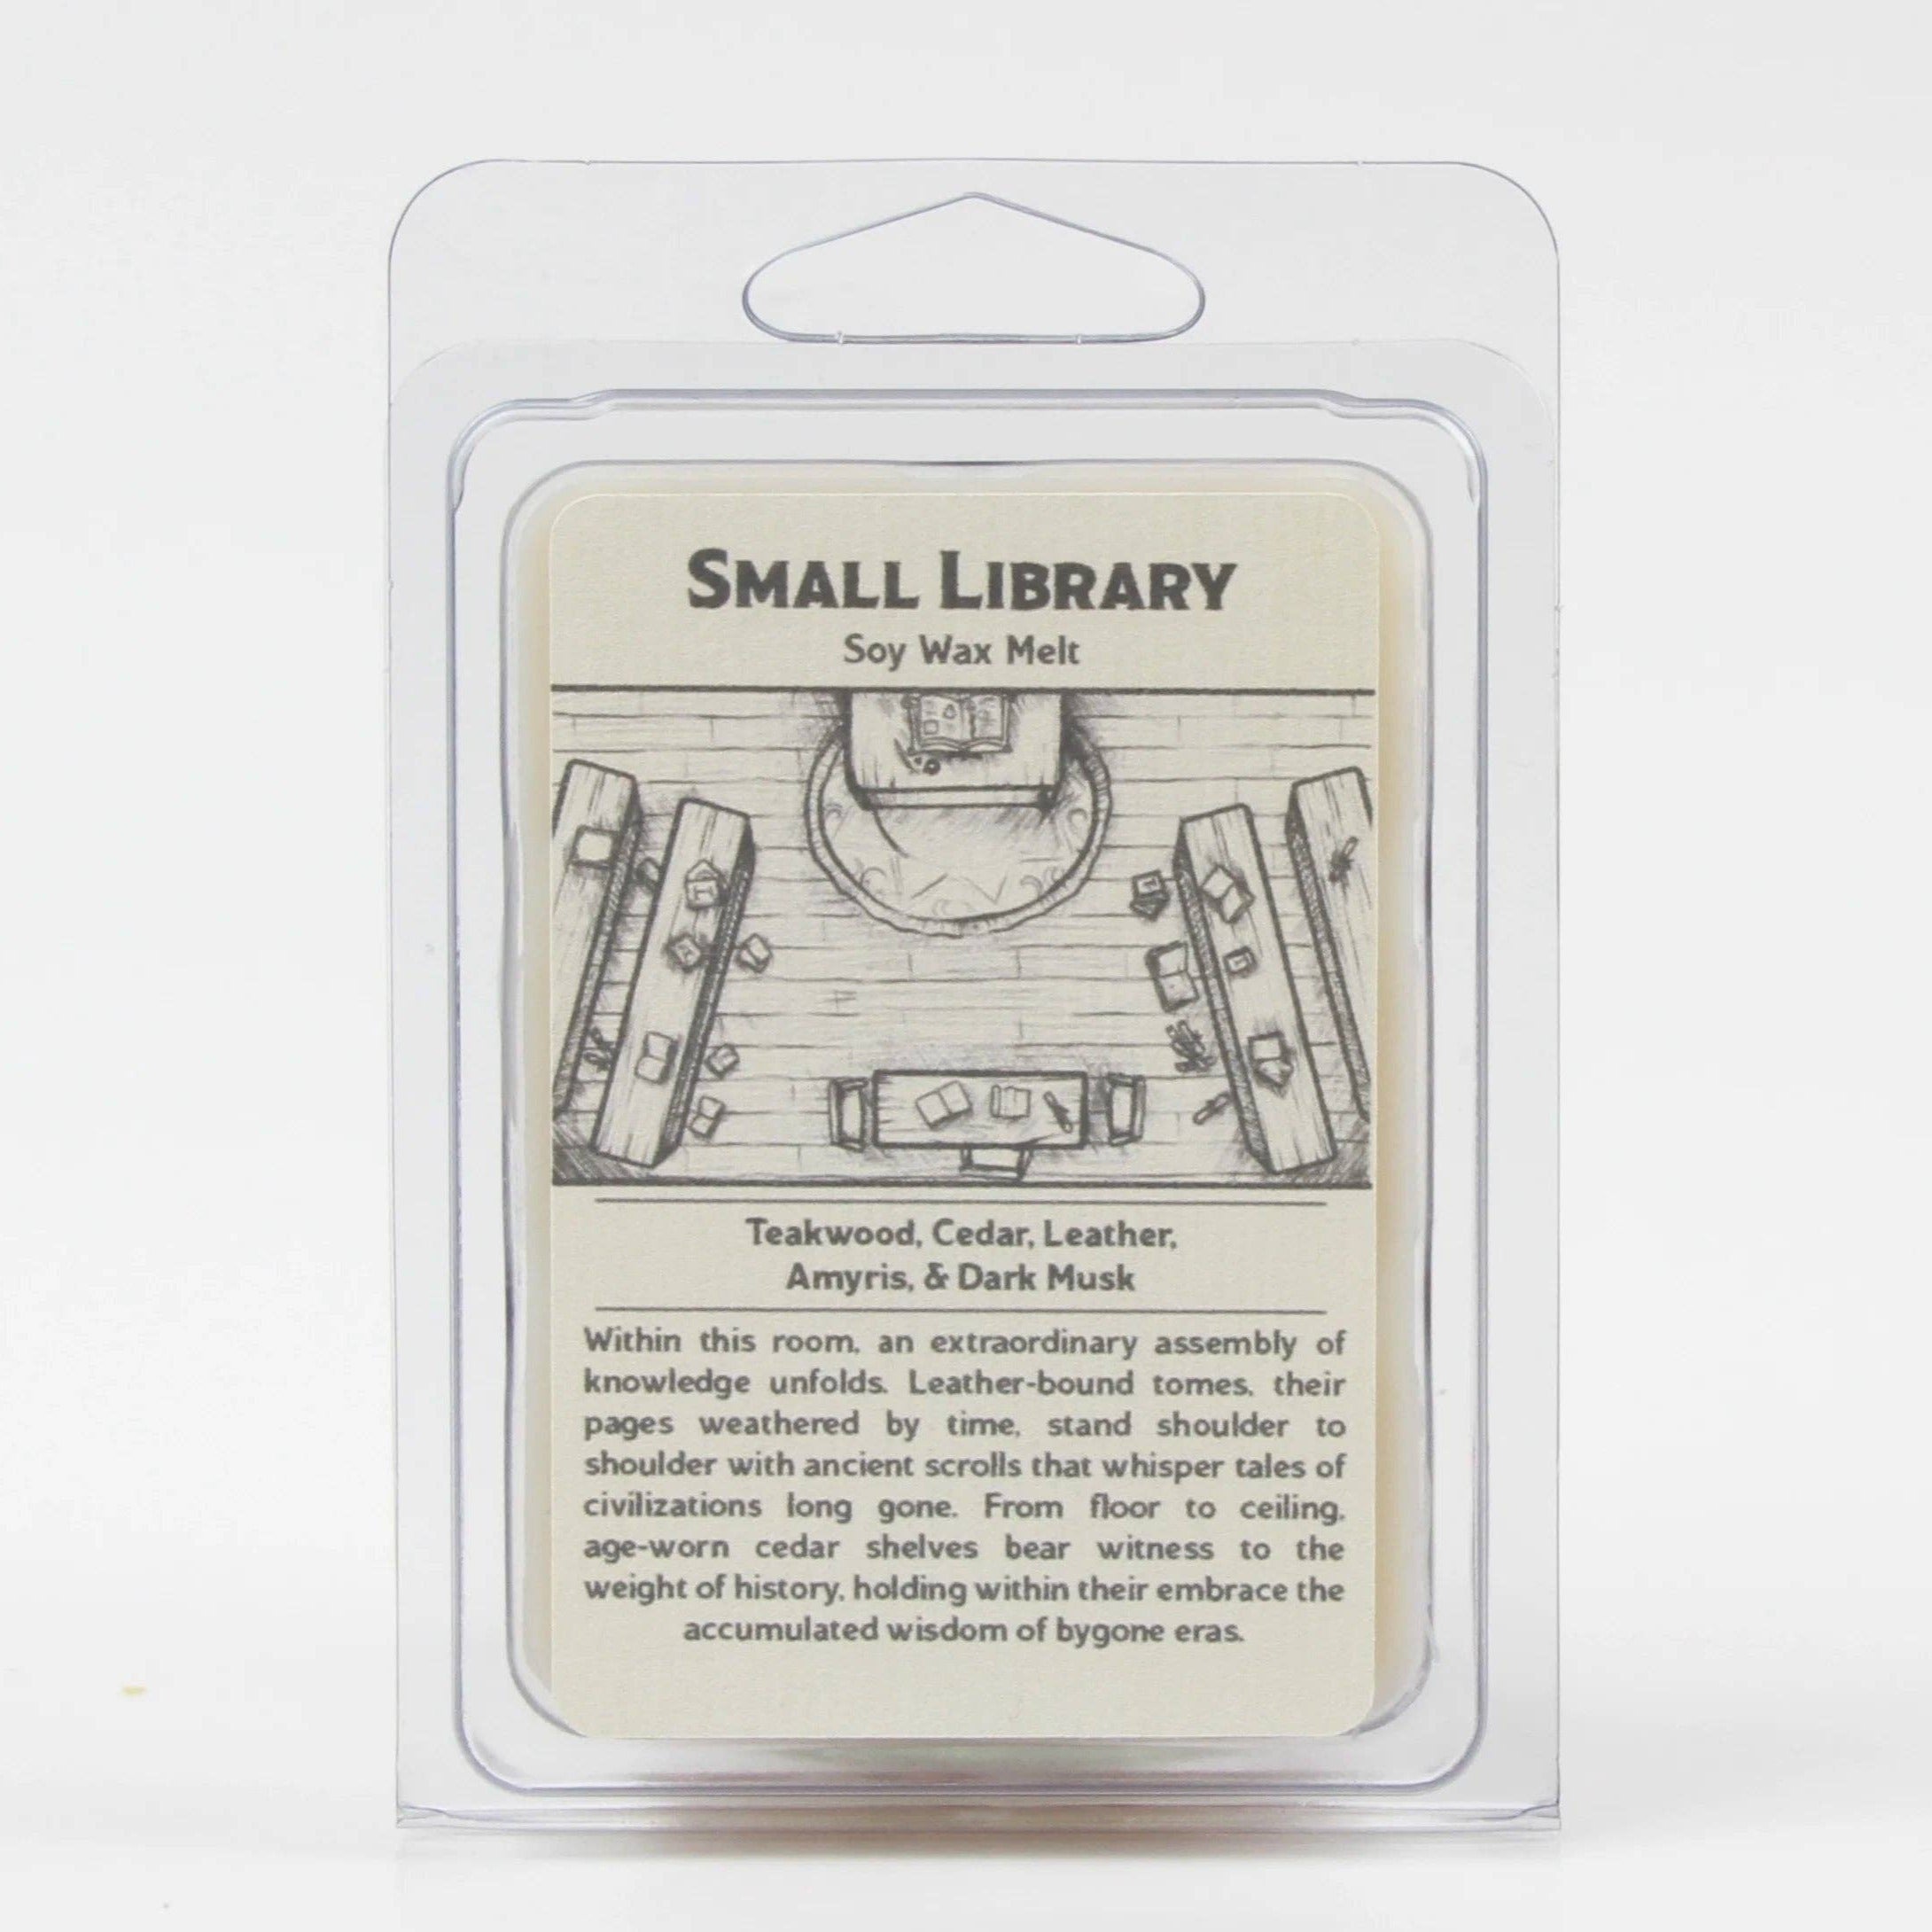 SMALL LIBRARY
Soy Wax Melt
Teakwood, Cedar, Leather,
Amyris, & Dark Musk
Within this room, an extraordinary assembly of
knowledge unfolds. Leather-bound tomes, their
pages weathered by time, stand shoulder to
shoulder with ancient scrolls that whisper tales of
civilizations long gone. From floor to ceiling,
age-worn cedar shelves bear witness to the
weight of history, holding within their embrace the
accumulated wisdom of bygone eras.